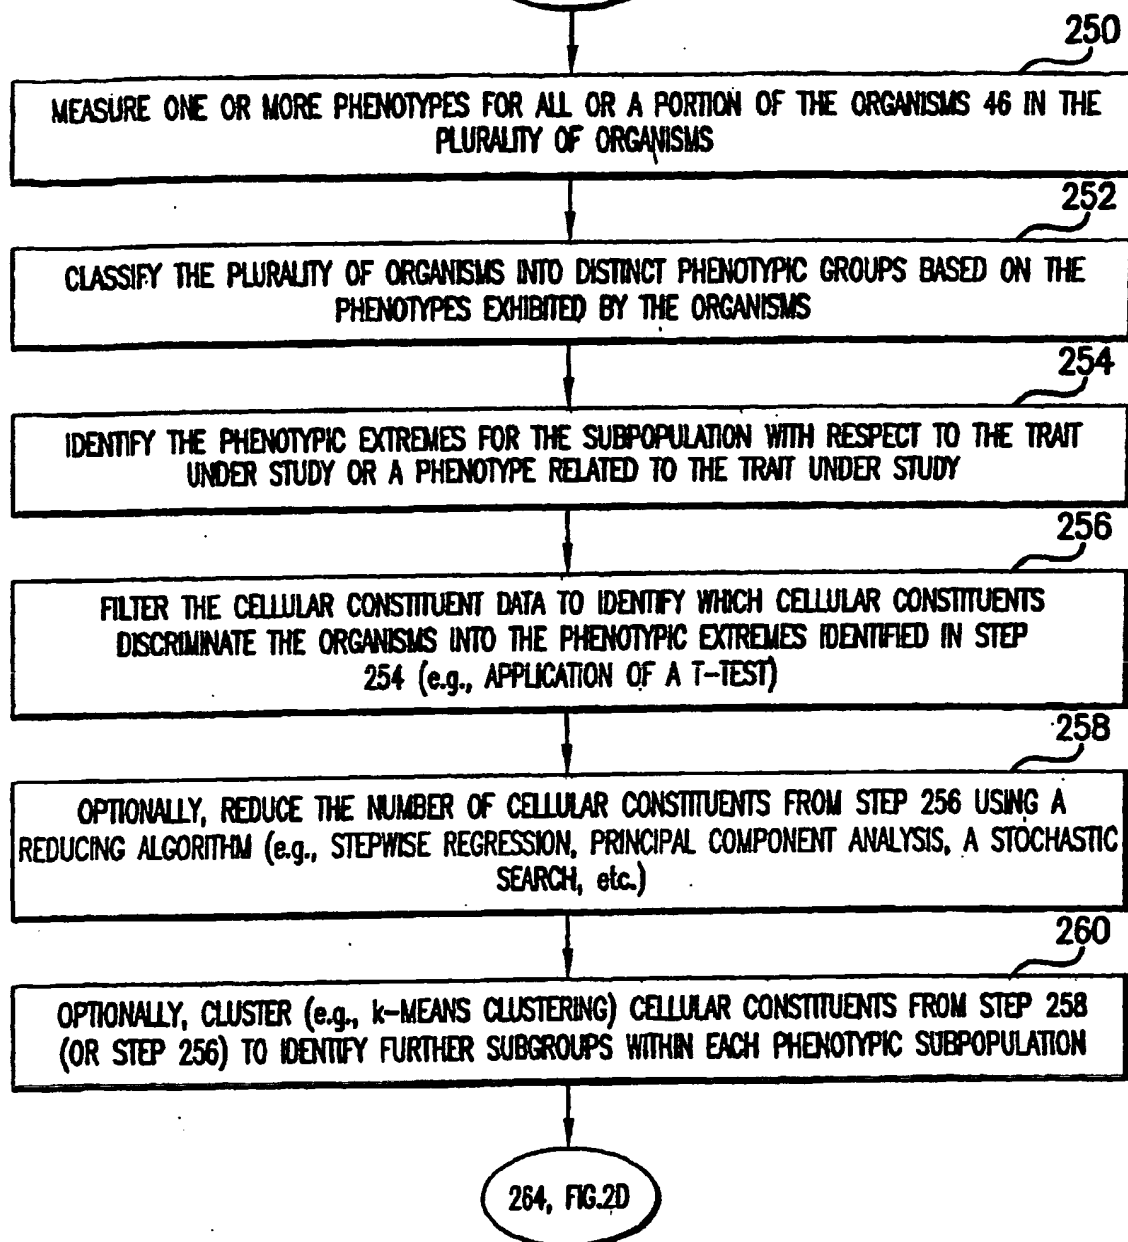 250
MEASURE ONE OR MORE PHENOTYPES FOR ALL OR A PORTION OF THE ORGANISMS 46 IN THE
PLURALITY OF ORGANISMS
252
CLASSIFY THE PLURALITY OF ORGANISMS INTO DISTINCT PHENOTYPIC GROUPS BASED ON THE
PHENOTYPES EXHIBITED BY THE ORGANISMS
254
IDENTIFY THE PHENOTYPIC EXTREMES FOR THE SUBPOPULATION WITH RESPECT TO THE TRAIT
UNDER STUDY OR A PHENOTYPE RELATED TO THE TRAIT UNDER STUDY
256
FILTER THE CELLULAR CONSTITUENT DATA TO IDENTIFY WHICH CELLULAR CONSTITUENTS
DISCRIMINATE THE ORGANISMS INTO THE PHENOTYPIC EXTREMES IDENTIFIED IN STEP
254 (e.g., APPLICATION OF A T-TEST)
258
OPTIONALLY, REDUCE THE NUMBER OF CELLULAR CONSTITUENTS FROM STEP 256 USING A
REDUCING ALGORITHM (e.g., STEPWISE REGRESSION, PRINCIPAL COMPONENT ANALYSIS, A STOCHASTIC
SEARCH, etc.)
260
OPTIONALLY, CLUSTER (e.g., k-MEANS CLUSTERING) CELLULAR CONSTITUENTS FROM STEP 258
(OR STEP 256) TO IDENTIFY FURTHER SUBGROUPS WITHIN EACH PHENOTYPIC SUBPOPULATION
264, FIG.2D